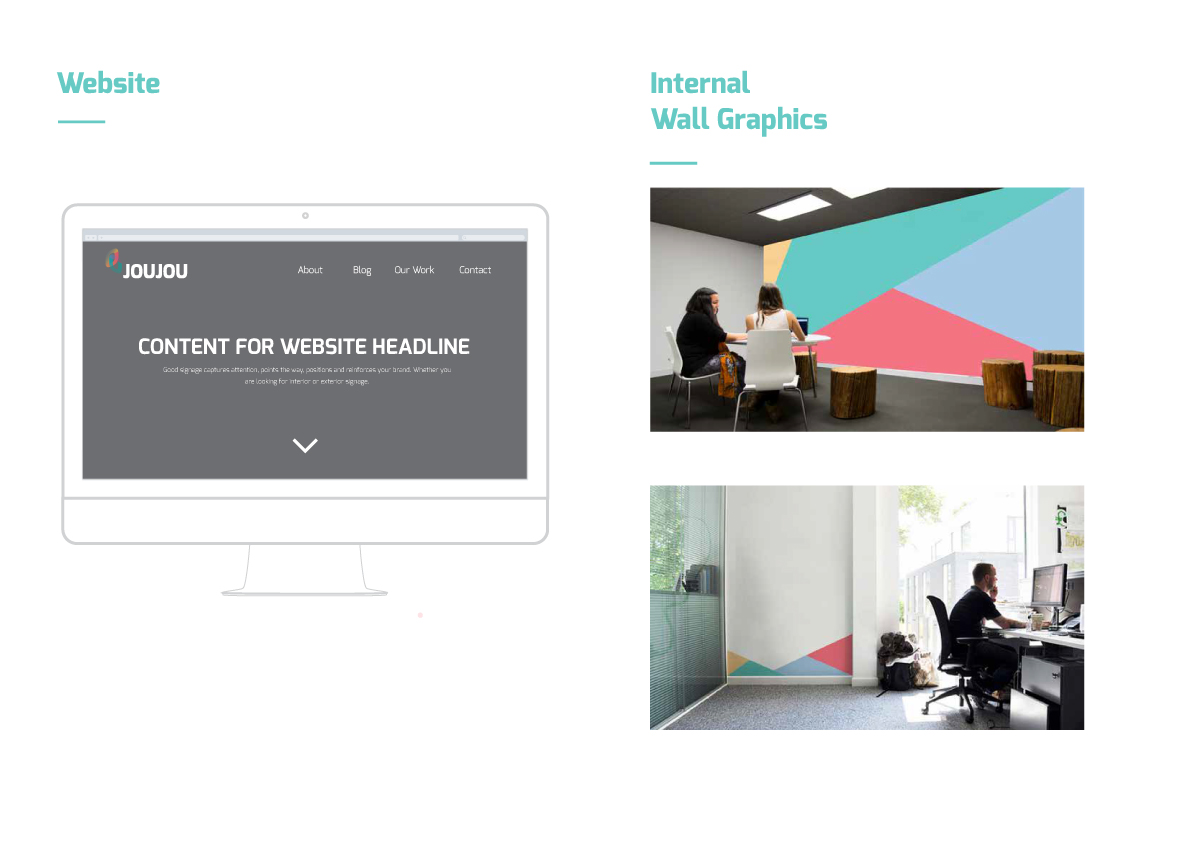 Website
JOUJOU
About Blog Our Work Contact
CONTENT FOR WEBSITE HEADLINE
Good signage captures attention, points the way, positions and reinforces your brand. Whether you
are looking for interior or exterior signage.
Internal
Wall Graphics